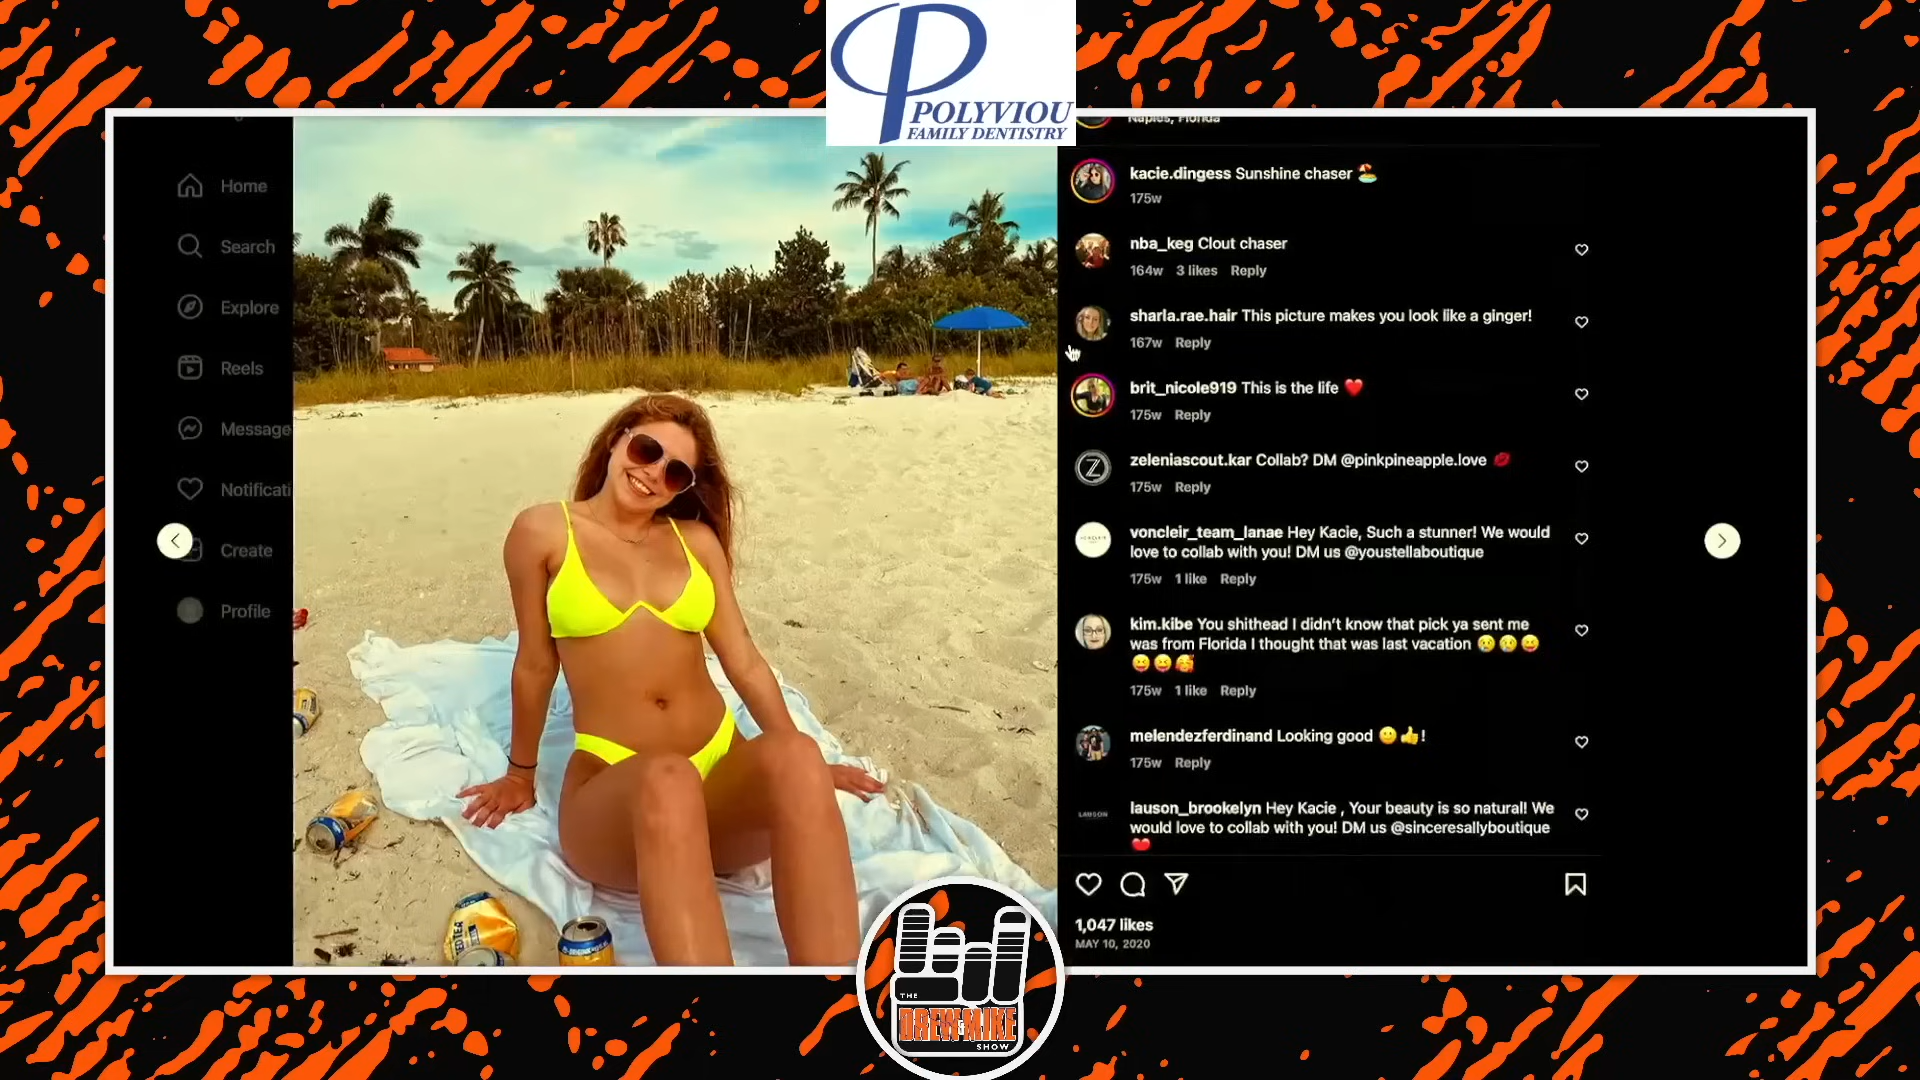 POLYVIOU
FAMILY DENTISTRY
Naples, Florida
Home
Search
Explore
Reels
Message
Notificati
Create
Profile
kacie.dingess Sunshine chaser 🏖️
175w
nba_keg Clout chaser
164w 3 likes Reply
sharla.rae.hair This picture makes you look like a ginger!
167w Reply
brit_nicole919 This is the life ❤️
175w Reply
zeleniascout.kar Collab? DM @pinkpineapple.love 💋
175w Reply
voncleir_team_lanae Hey Kacie, Such a stunner! We would
love to collab with you! DM us @youstellaboutique
175w 1 like Reply
kim.kibe You shithead I didn't know that pick ya sent me
was from Florida I thought that was last vacation 😢😢😝
😝😝🥰
175w 1 like Reply
melendezferdinand Looking good 🙂👍!
175w Reply
LAUSON
lauson_brookelyn Hey Kacie , Your beauty is so natural! We
would love to collab with you! DM us @sinceresallyboutique
❤️
1,047 likes
MAY 10, 2020
THE
DREW & MIKE
SHOW